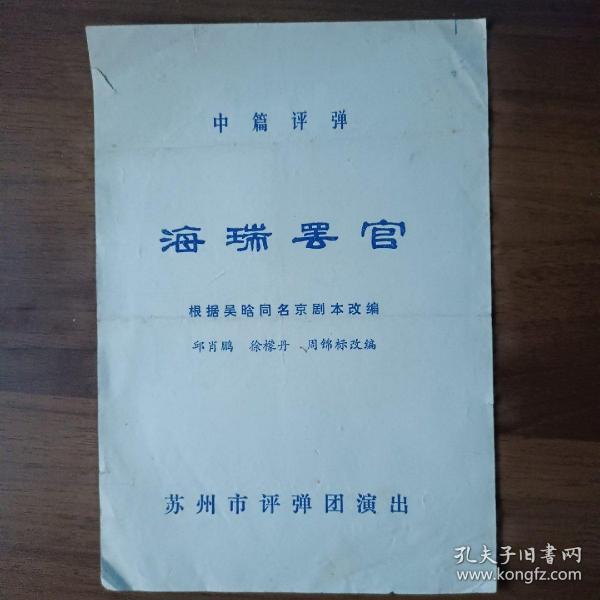 中篇评弹
海瑞罢官
根据吴晗同名京剧本改编
邱肖鹏 徐檬丹 周锦标改编
苏州市评弹团演出
孔夫子旧书网
www.kongfz.com